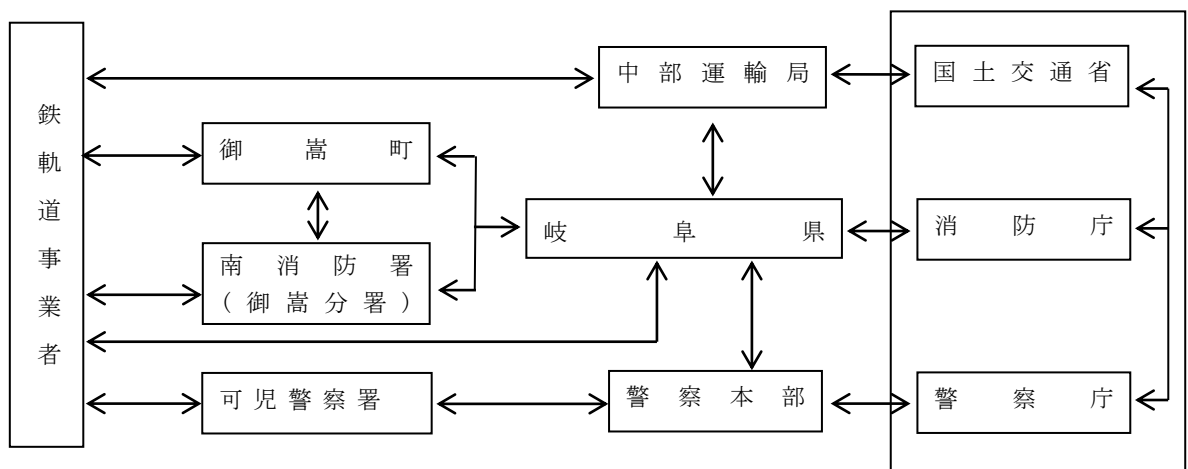 鉄軌道事業者
中部運輸局
国土交通省
御嵩町
岐阜県
消防庁
南消防署
(御嵩分署)
可児警察署
警察本部
警察庁